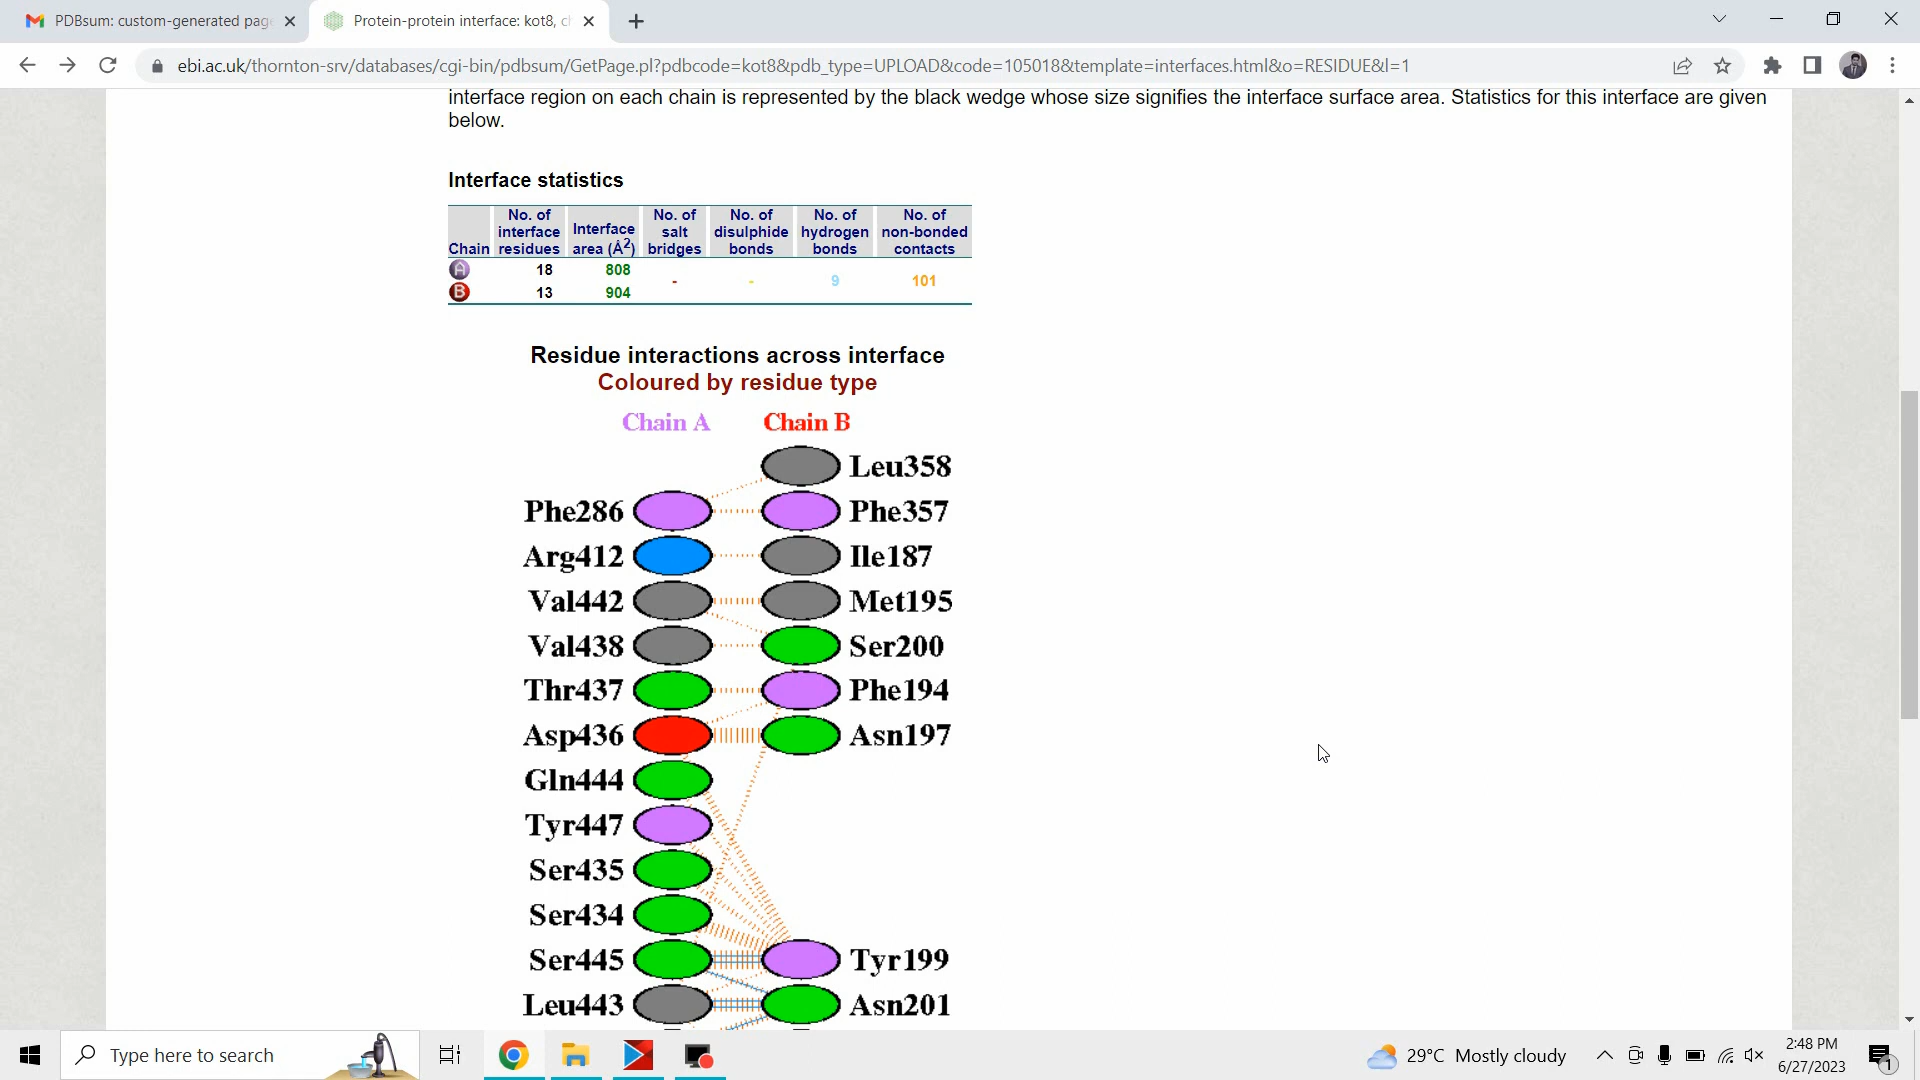 PDBsum: custom-generated page
Protein-protein interface: kot8, ch
ebi.ac.uk/thornton-srv/databases/cgi-bin/pdbsum/GetPage.pl?pdbcode=kot8&pdb_type=UPLOAD&code=105018&template=interfaces.html&o=RESIDUE&l=1
interface region on each chain is represented by the black wedge whose size signifies the interface surface area. Statistics for this interface are given
below.
Interface statistics
Chain No. of interface residues Interface area (Å2) No. of salt bridges No. of disulphide bonds No. of hydrogen bonds No. of non-bonded contacts
A 18 808 - - 9 101
B 13 904
Residue interactions across interface
Coloured by residue type
Chain A Chain B
Leu358
Phe286 Phe357
Arg412 Ile187
Val442 Met195
Val438 Ser200
Thr437 Phe194
Asp436 Asn197
Gln444
Tyr447
Ser435
Ser434
Ser445 Tyr199
Leu443 Asn201
Type here to search
29°C Mostly cloudy
2:48 PM
6/27/2023
1